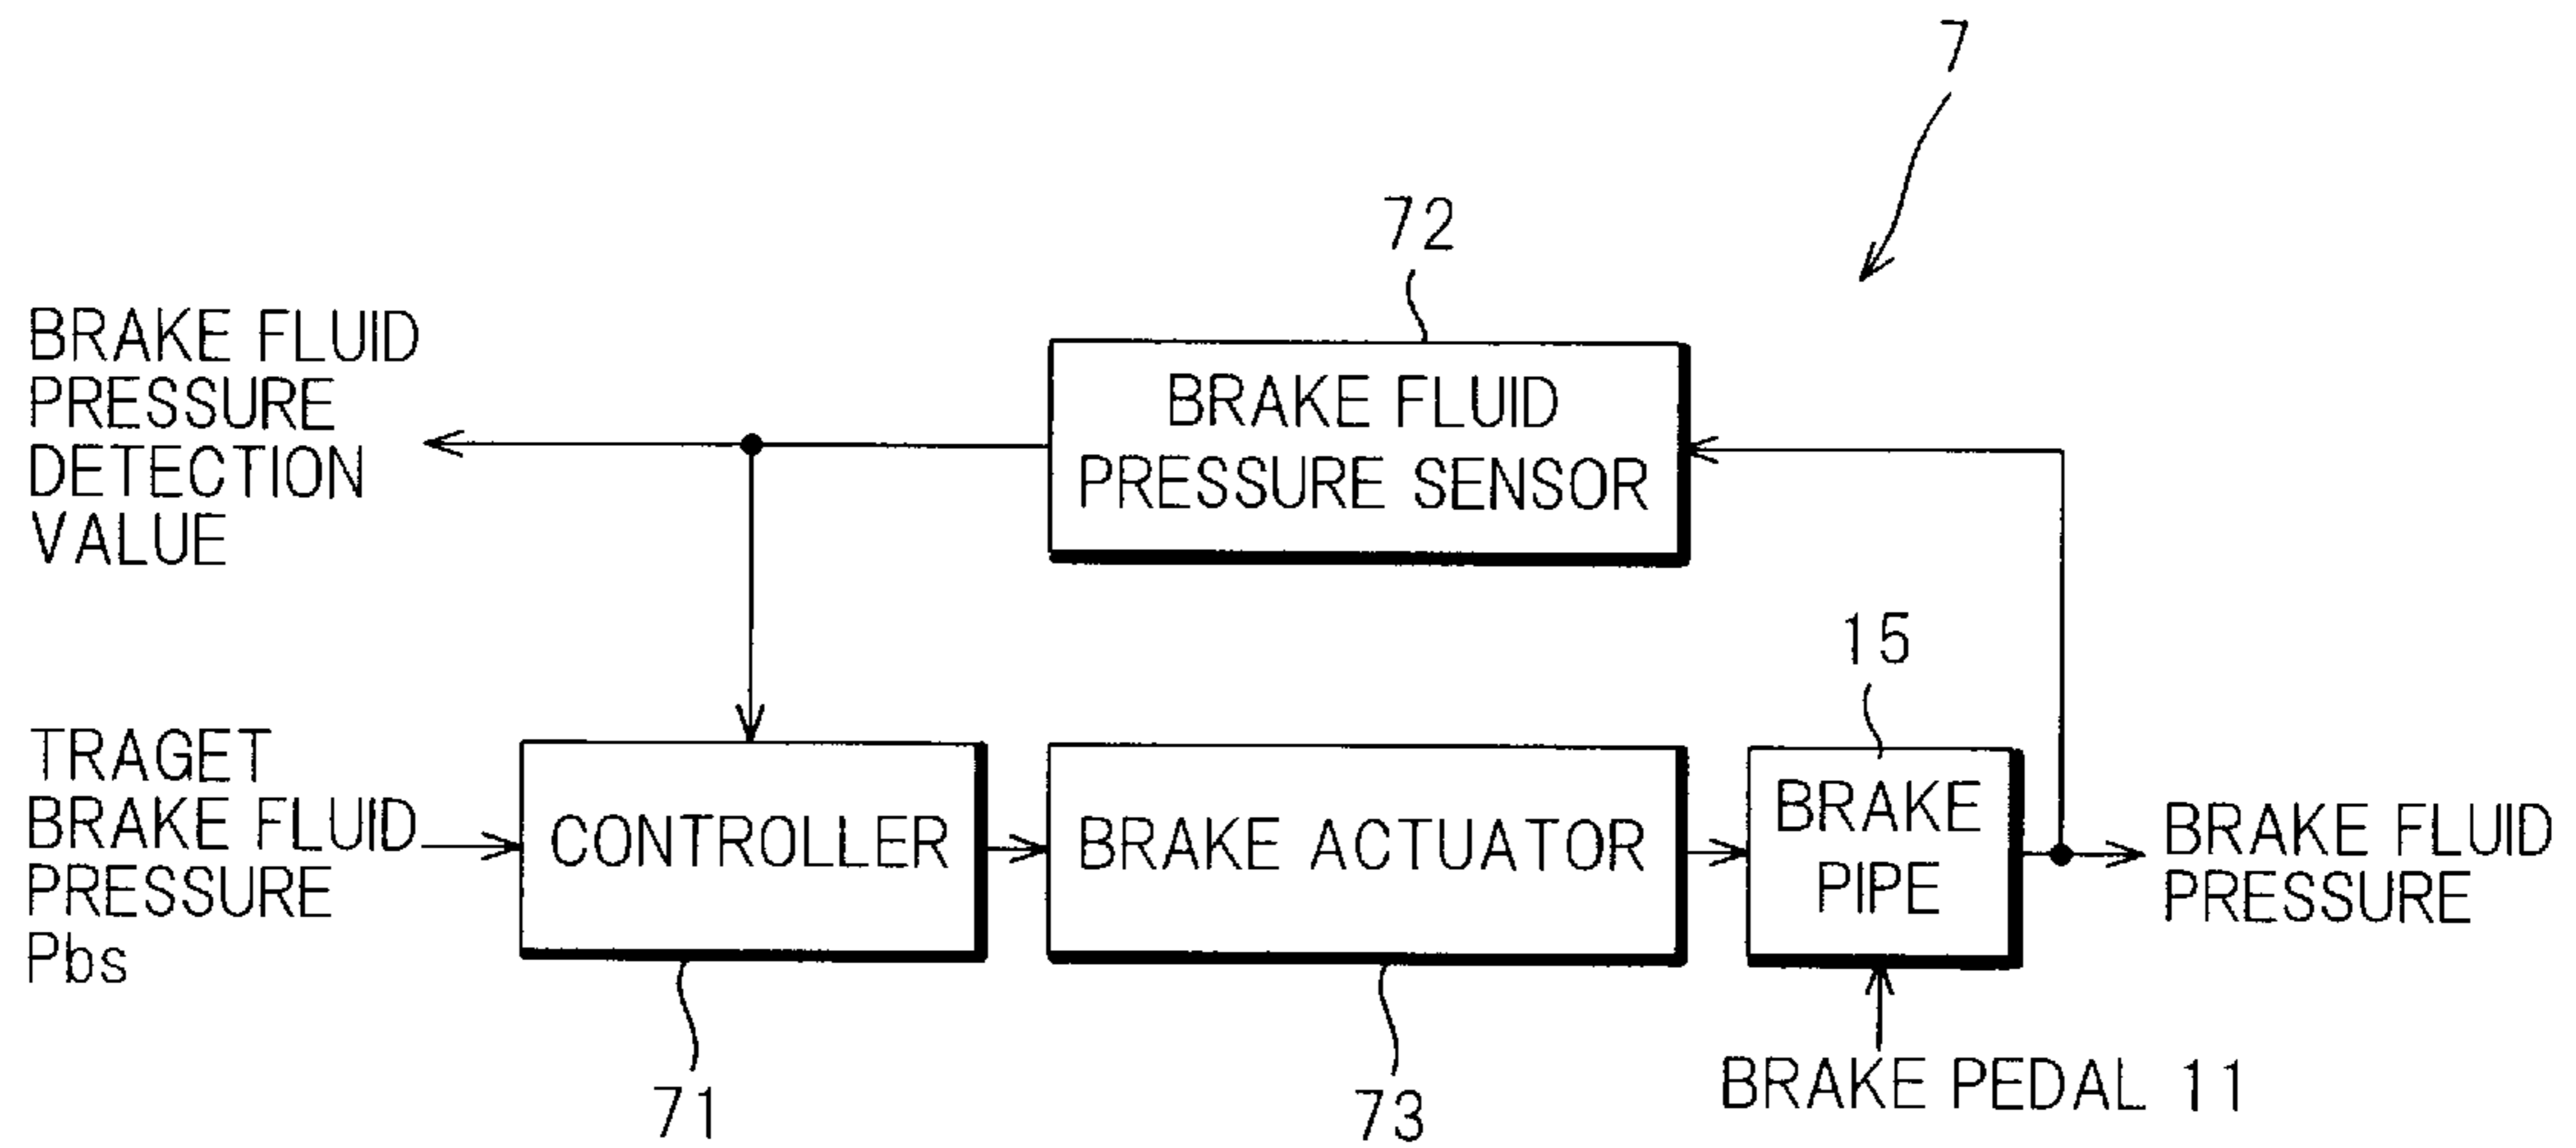 7
72
BRAKE FLUID
PRESSURE
DETECTION
VALUE
BRAKE FLUID
PRESSURE SENSOR
15
TRAGET
BRAKE FLUID
PRESSURE
Pbs
CONTROLLER
BRAKE ACTUATOR
BRAKE
PIPE
BRAKE FLUID
PRESSURE
71
73
BRAKE PEDAL 11